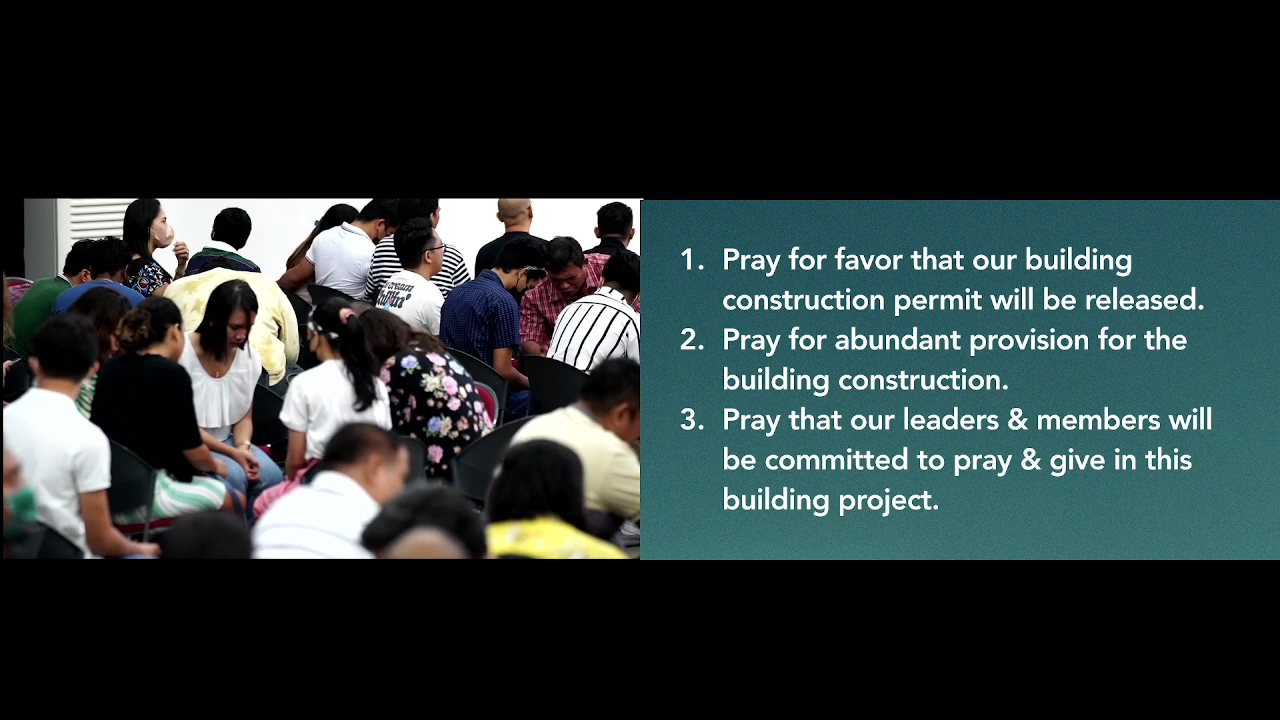 1. Pray for favor that our building
construction permit will be released.
2. Pray for abundant provision for the
building construction.
3. Pray that our leaders & members will
be committed to pray & give in this
building project.